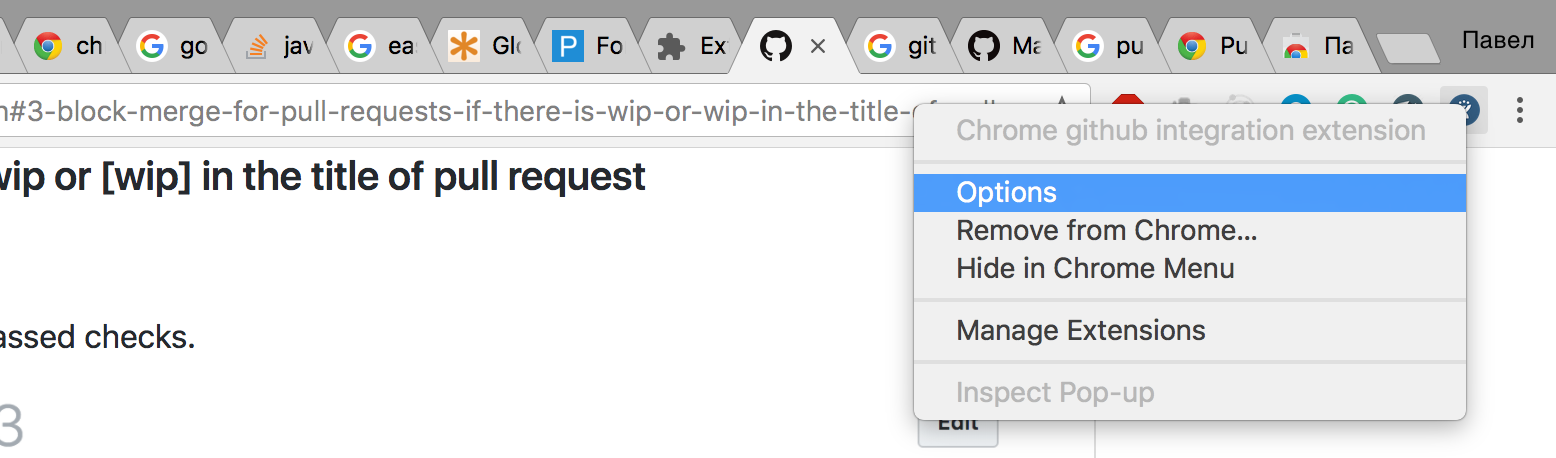 ch
go
jav
ea
Glo
P
Fo
Ex
git
Ma
pu
Pu
Па
Павел
#3-block-merge-for-pull-requests-if-there-is-wip-or-wip-in-the-title-
Chrome github integration extension
wip or [wip] in the title of pull request
Options
Remove from Chrome...
Hide in Chrome Menu
Manage Extensions
assed checks.
Inspect Pop-up
3
Edit